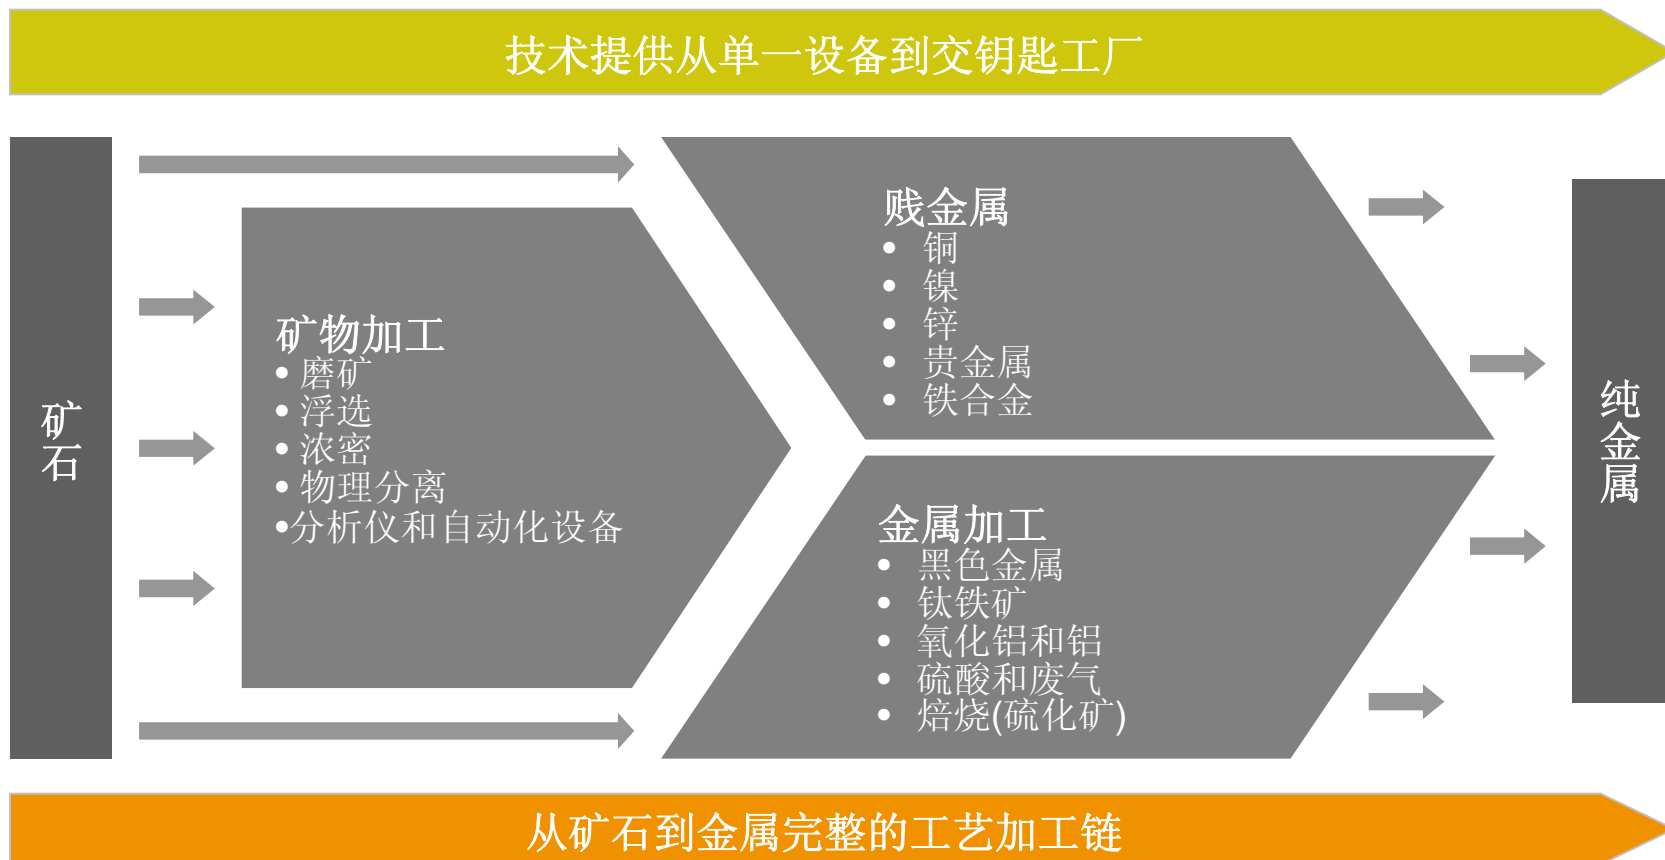 技术提供从单一设备到交钥匙工厂
矿石
矿物加工
• 磨矿
• 浮选
• 浓密
• 物理分离
•分析仪和自动化设备
贱金属
• 铜
• 镍
• 锌
• 贵金属
• 铁合金
金属加工
• 黑色金属
• 钛铁矿
• 氧化铝和铝
• 硫酸和废气
• 焙烧(硫化矿)
纯金属
从矿石到金属完整的工艺加工链